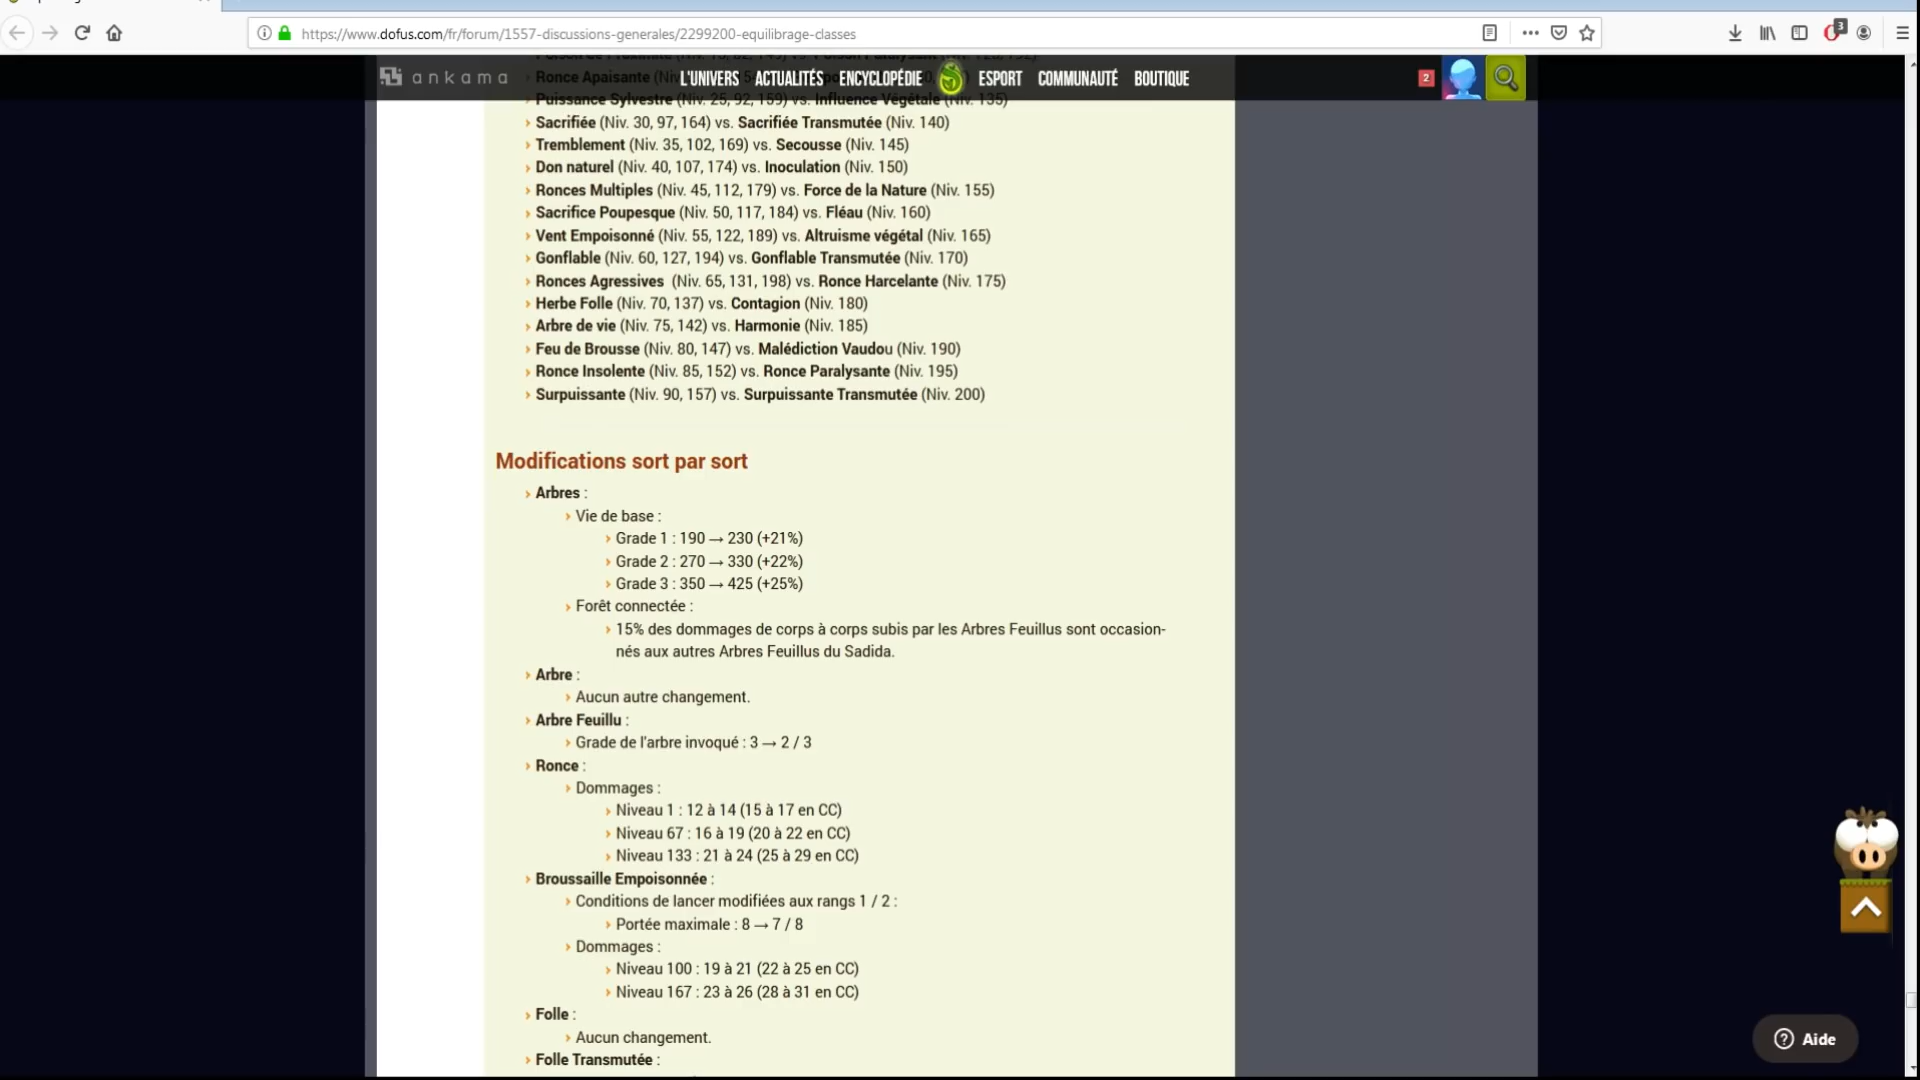 https://www.dofus.com/fr/forum/1557-discussions-generales/2299200-equilibrage-classes
3
ankama
L'UNIVERS ACTUALITÉS ENCYCLOPÉDIE ESPORT COMMUNAUTÉ BOUTIQUE
2
Ronce Apaisante
Puissance Sylvestre (Niv. 25, 92, 159) vs. Influence Végétale (Niv. 135)
Sacrifiée (Niv. 30, 97, 164) vs. Sacrifiée Transmutée (Niv. 140)
Tremblement (Niv. 35, 102, 169) vs. Secousse (Niv. 145)
Don naturel (Niv. 40, 107, 174) vs. Inoculation (Niv. 150)
Ronces Multiples (Niv. 45, 112, 179) vs. Force de la Nature (Niv. 155)
Sacrifice Poupesque (Niv. 50, 117, 184) vs. Fléau (Niv. 160)
Vent Empoisonné (Niv. 55, 122, 189) vs. Altruisme végétal (Niv. 165)
Gonflable (Niv. 60, 127, 194) vs. Gonflable Transmutée (Niv. 170)
Ronces Agressives (Niv. 65, 131, 198) vs. Ronce Harcelante (Niv. 175)
Herbe Folle (Niv. 70, 137) vs. Contagion (Niv. 180)
Arbre de vie (Niv. 75, 142) vs. Harmonie (Niv. 185)
Feu de Brousse (Niv. 80, 147) vs. Malédiction Vaudou (Niv. 190)
Ronce Insolente (Niv. 85, 152) vs. Ronce Paralysante (Niv. 195)
Surpuissante (Niv. 90, 157) vs. Surpuissante Transmutée (Niv. 200)
Modifications sort par sort
Arbres :
Vie de base :
Grade 1 : 190 → 230 (+21%)
Grade 2 : 270 → 330 (+22%)
Grade 3 : 350 → 425 (+25%)
Forêt connectée :
15% des dommages de corps à corps subis par les Arbres Feuillus sont occasion-
nés aux autres Arbres Feuillus du Sadida.
Arbre :
Aucun autre changement.
Arbre Feuillu :
Grade de l'arbre invoqué : 3 → 2 / 3
Ronce :
Dommages :
Niveau 1 : 12 à 14 (15 à 17 en CC)
Niveau 67 : 16 à 19 (20 à 22 en CC)
Niveau 133 : 21 à 24 (25 à 29 en CC)
Broussaille Empoisonnée :
Conditions de lancer modifiées aux rangs 1 / 2 :
Portée maximale : 8 → 7 / 8
Dommages :
Niveau 100 : 19 à 21 (22 à 25 en CC)
Niveau 167 : 23 à 26 (28 à 31 en CC)
Folle :
Aucun changement.
Folle Transmutée :
Aide